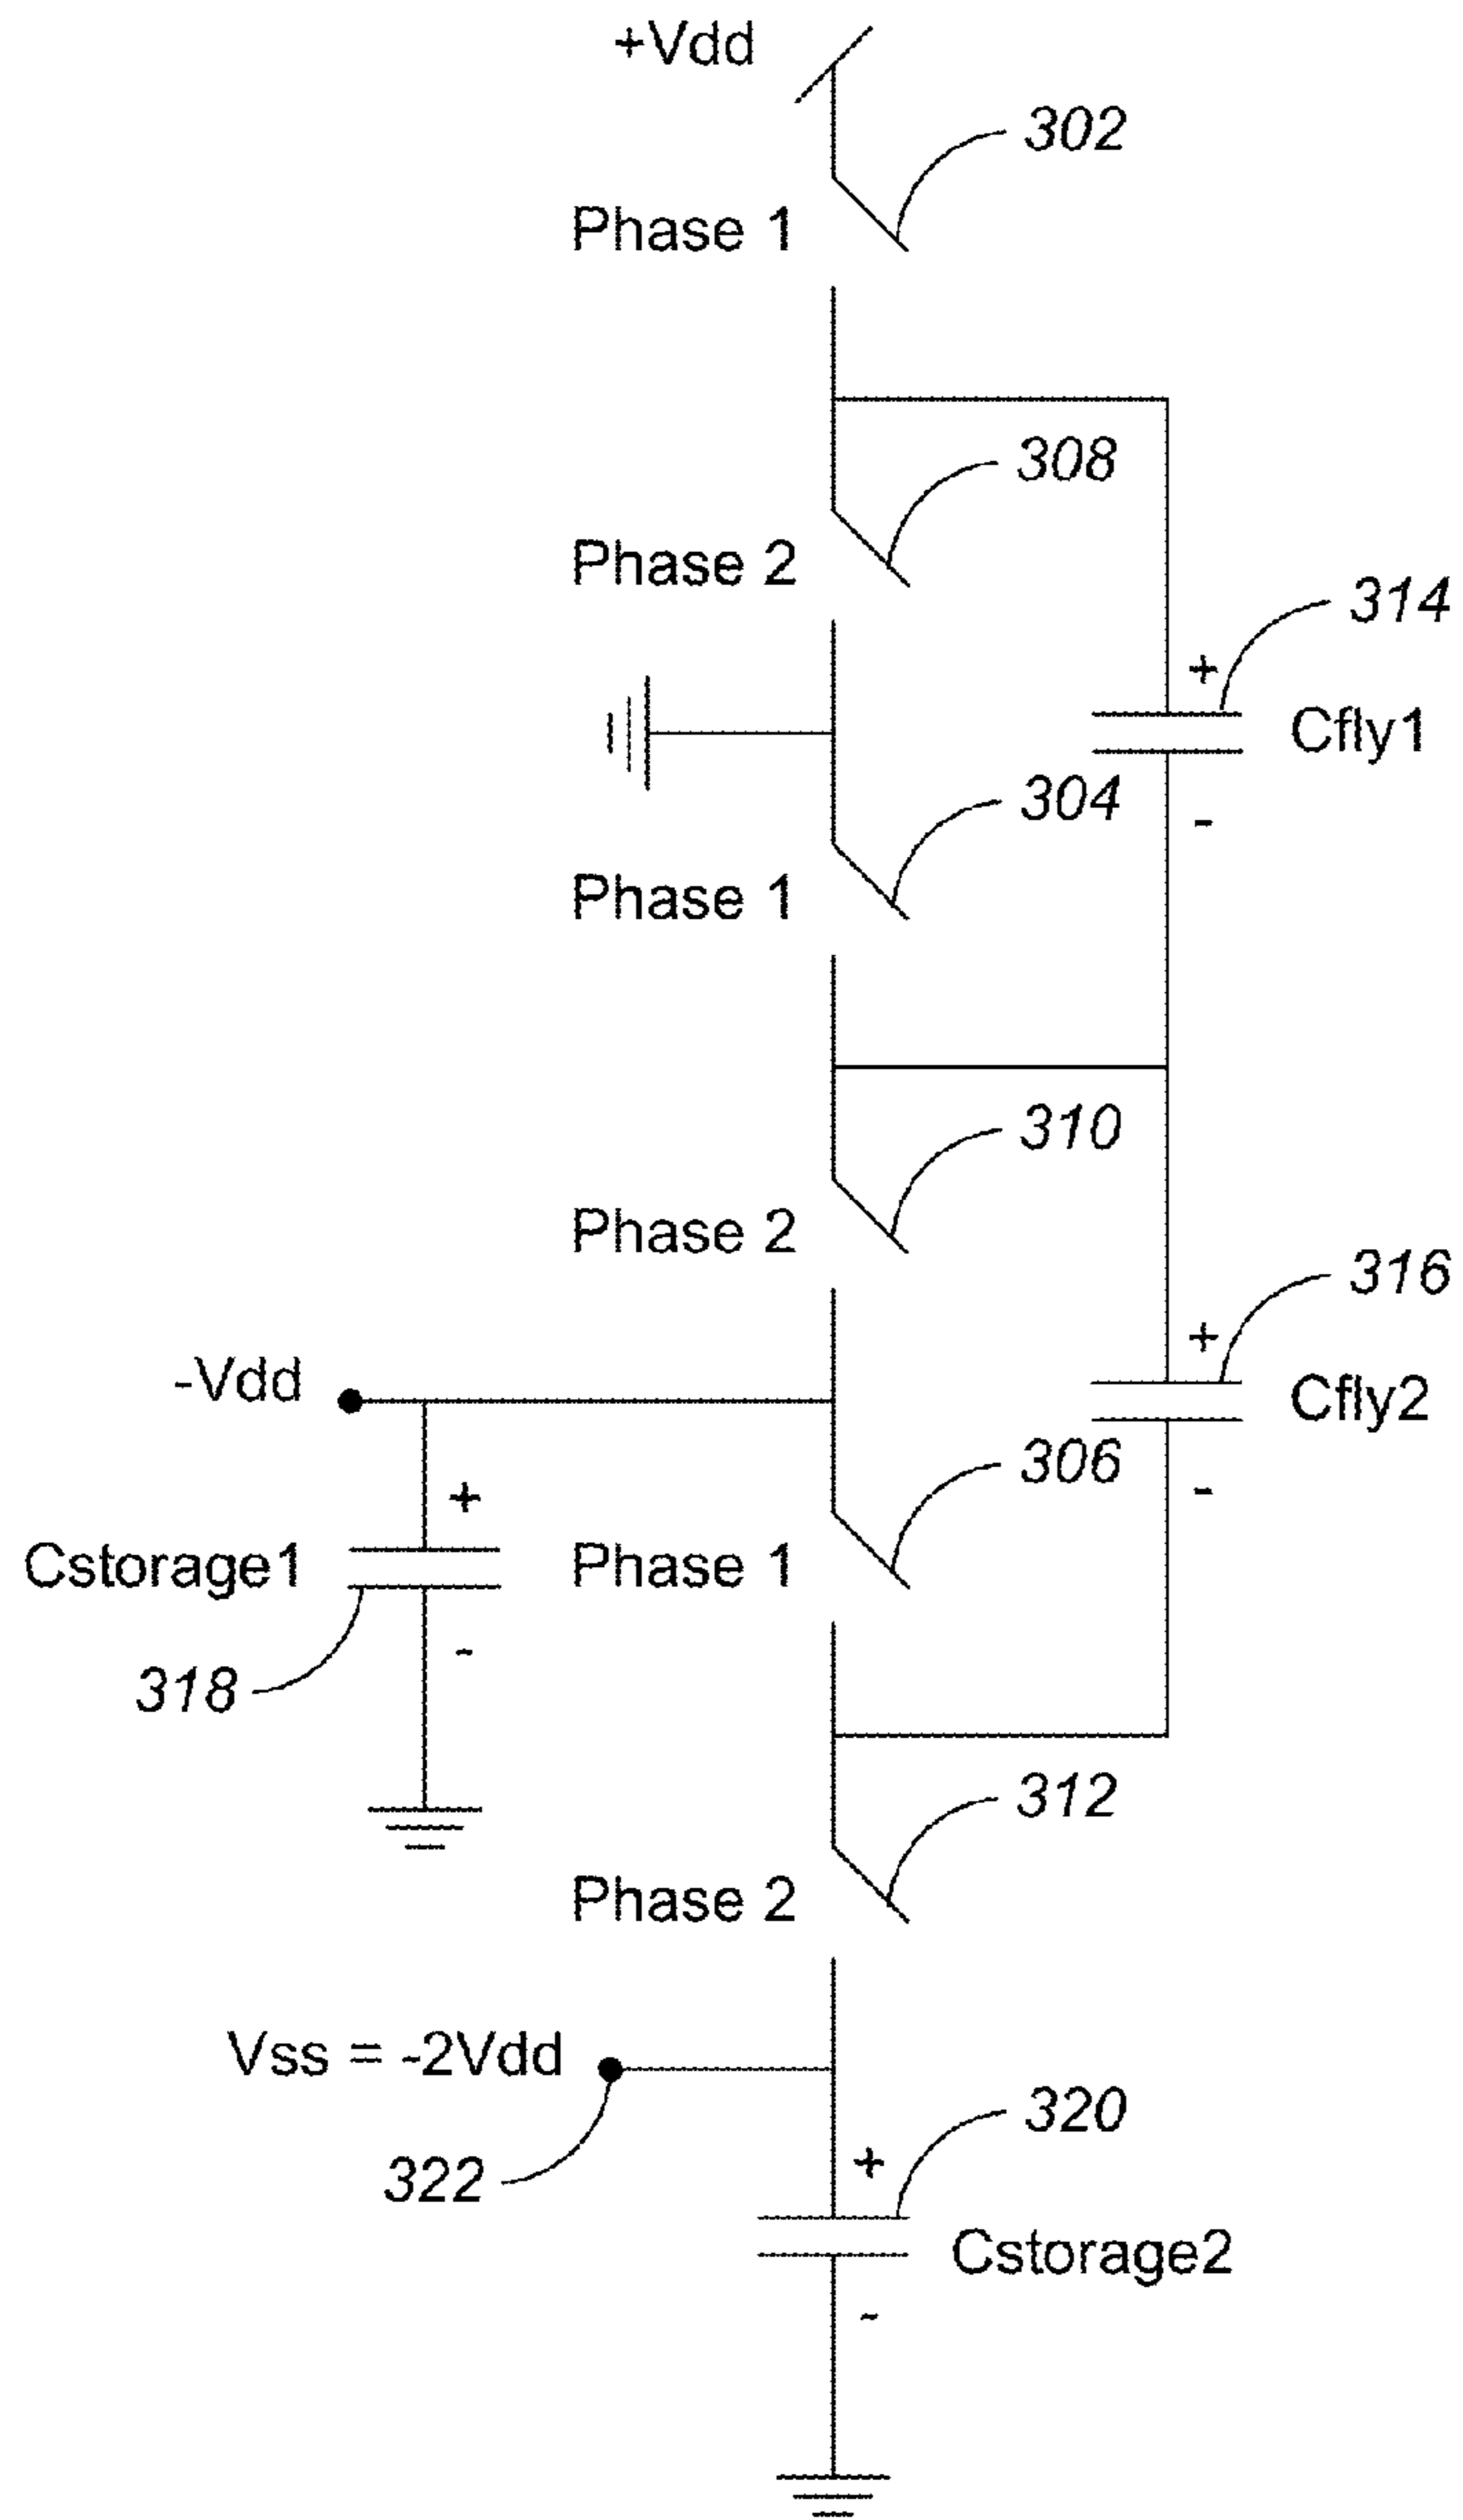 +Vdd
302
Phase 1
308
Phase 2
314
+
Cfly1
304
-
Phase 1
310
Phase 2
316
+
-Vdd
Cfly2
306
-
+
Cstorage1
Phase 1
-
318
312
Phase 2
Vss = -2Vdd
320
+
322
Cstorage2
-